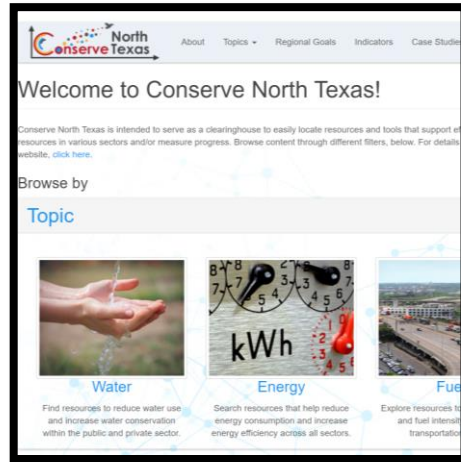 Conserve North Texas
About Topics Regional Goals Indicators Case Studies
Welcome to Conserve North Texas!
Conserve North Texas is intended to serve as a clearinghouse to easily locate resources and tools that support
resources in various sectors and/or measure progress. Browse content through different filters, below. For details
website, click here.
Browse by
Topic
kWh
Water Energy
Find resources to reduce water use
and increase water conservation
within the public and private sector.
Search resources that help reduce
energy consumption and increase
energy efficiency across all sectors.
Explore resources to
and fuel